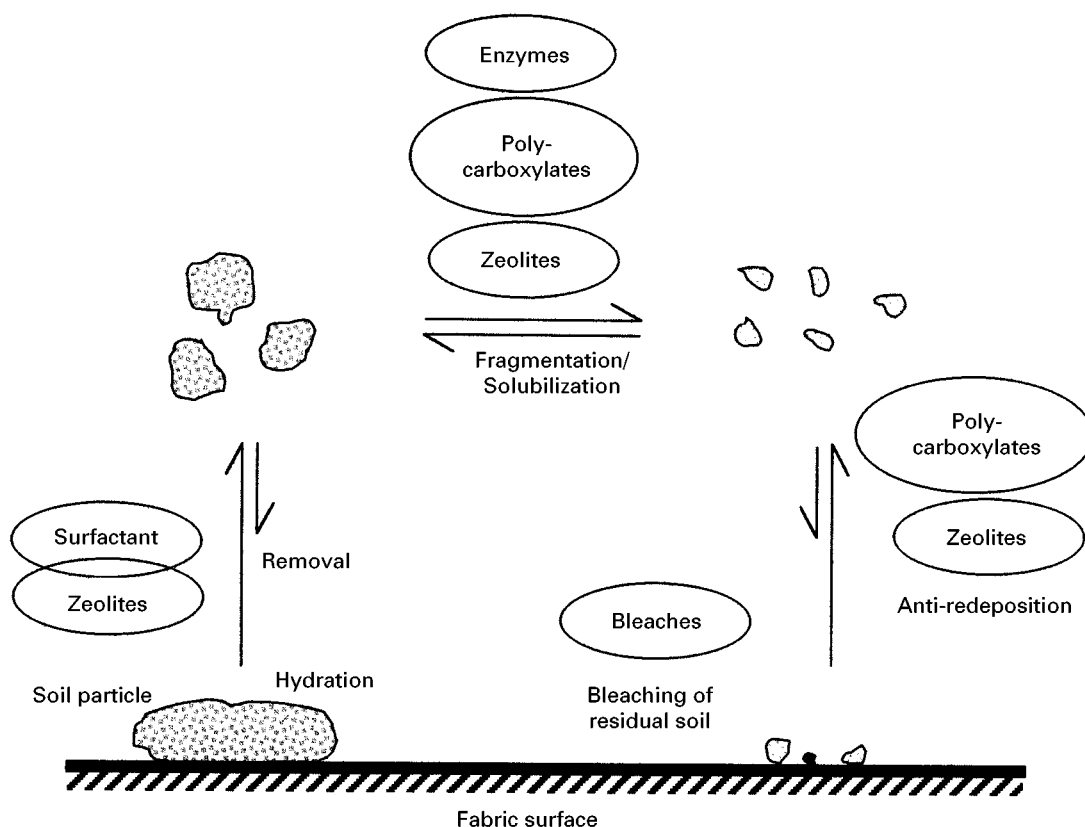 Enzymes
Poly-
carboxylates
Zeolites
Fragmentation/
Solubilization
Poly-
carboxylates
Zeolites
Anti-redeposition
Surfactant
Zeolites
Removal
Bleaches
Soil particle
Hydration
Bleaching of
residual soil
Fabric surface